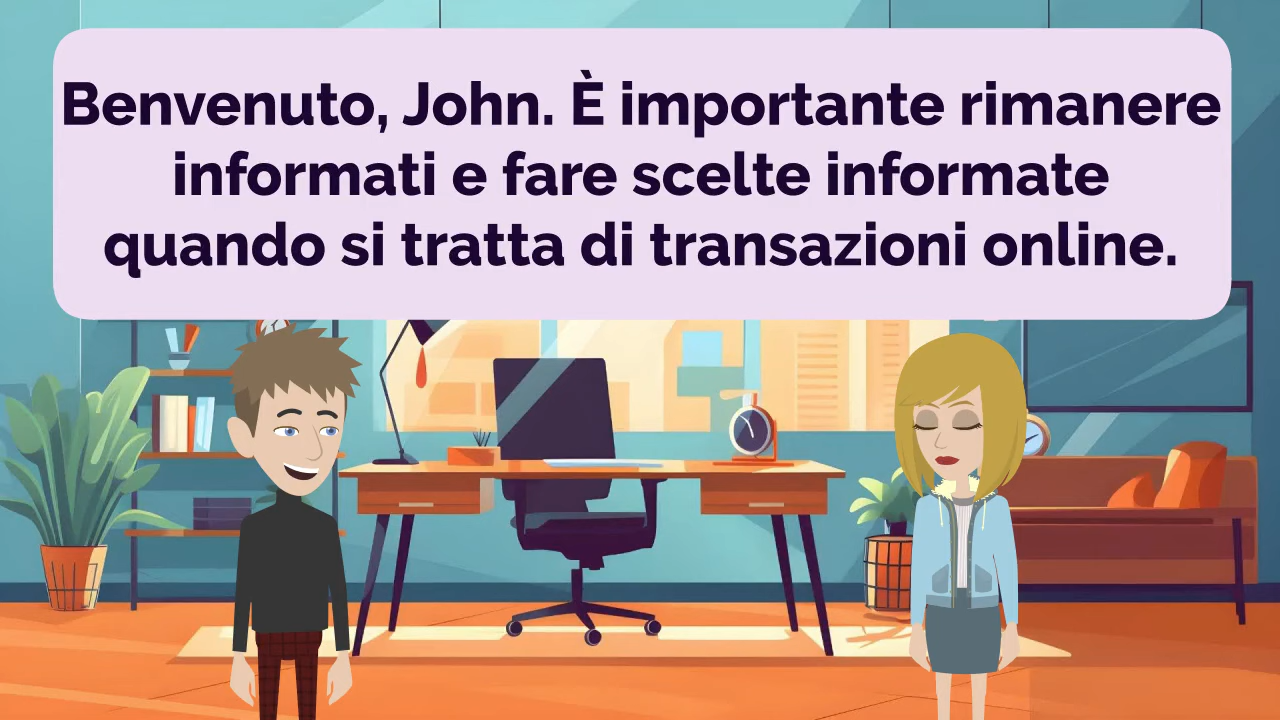 Benvenuto, John. È importante rimanere
informati e fare scelte informate
quando si tratta di transazioni online.